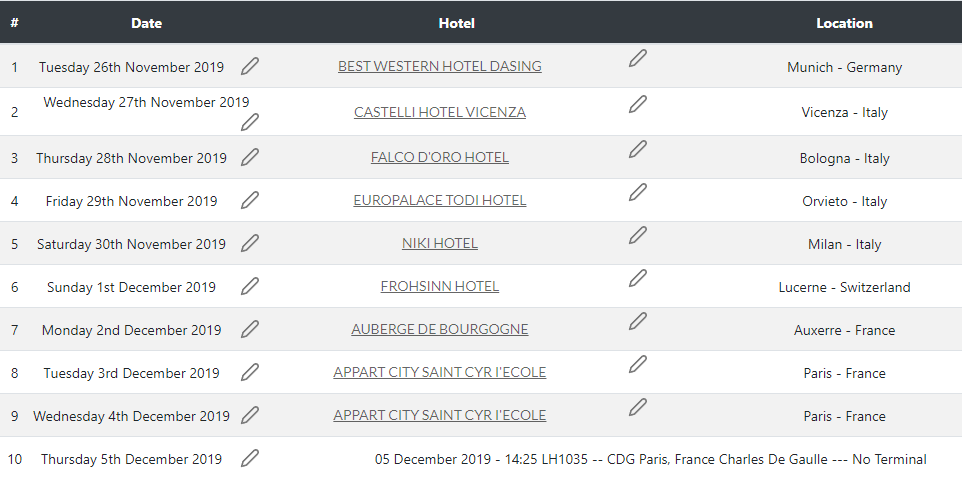 # Date Hotel Location
1 Tuesday 26th November 2019 BEST WESTERN HOTEL DASING Munich - Germany
2 Wednesday 27th November 2019 CASTELLI HOTEL VICENZA Vicenza - Italy
3 Thursday 28th November 2019 FALCO D'ORO HOTEL Bologna - Italy
4 Friday 29th November 2019 EUROPALACE TODI HOTEL Orvieto - Italy
5 Saturday 30th November 2019 NIKI HOTEL Milan - Italy
6 Sunday 1st December 2019 FROHSINN HOTEL Lucerne - Switzerland
7 Monday 2nd December 2019 AUBERGE DE BOURGOGNE Auxerre - France
8 Tuesday 3rd December 2019 APPART CITY SAINT CYR l'ECOLE Paris - France
9 Wednesday 4th December 2019 APPART CITY SAINT CYR l'ECOLE Paris - France
10 Thursday 5th December 2019 05 December 2019 - 14:25 LH1035 -- CDG Paris, France Charles De Gaulle --- No Terminal